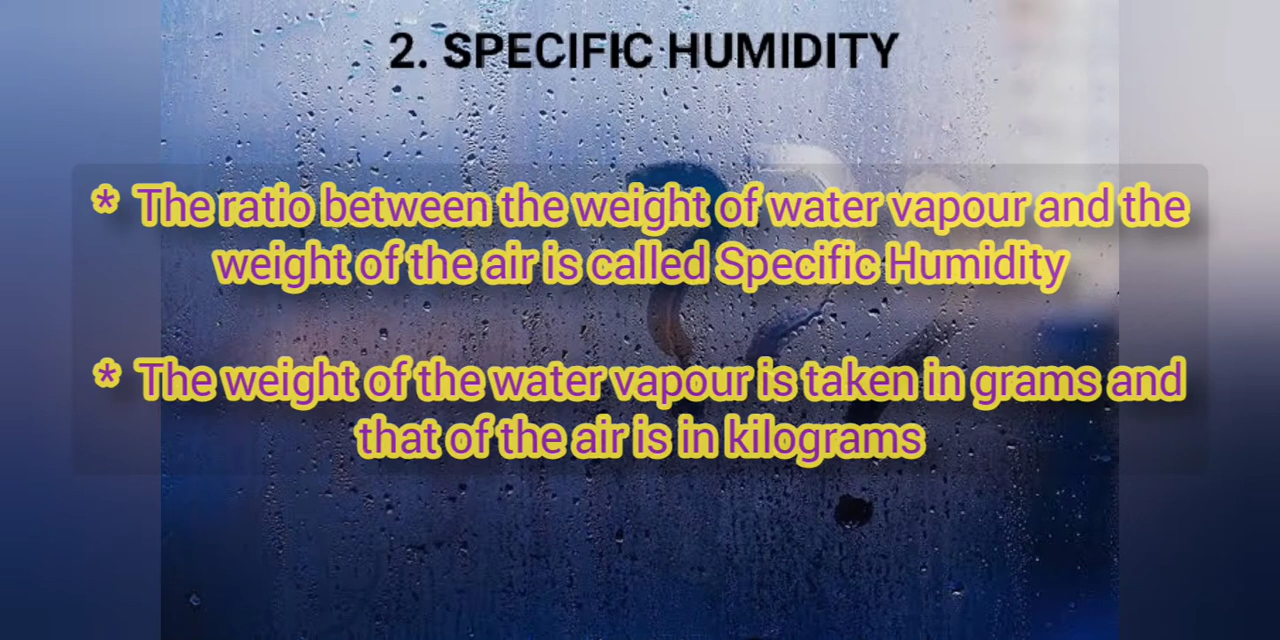 2. SPECIFIC HUMIDITY
* The ratio between the weight of water vapour and the
weight of the air is called Specific Humidity
* The weight of the water vapour is taken in grams and
that of the air is in kilograms